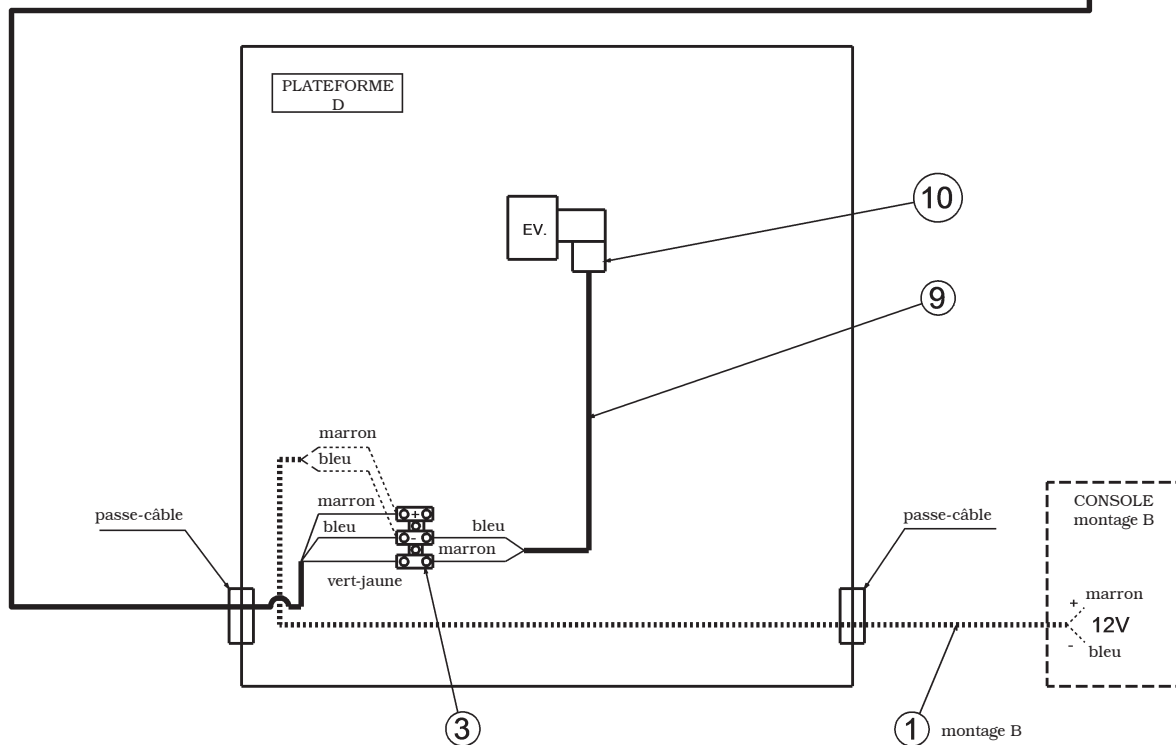 PLATEFORME
D
EV.
10
9
marron
bleu
marron
bleu
vert-jaune
+
-
bleu
marron
passe-câble
passe-câble
CONSOLE
montage B
+
marron
12V
-
bleu
3
1
montage B